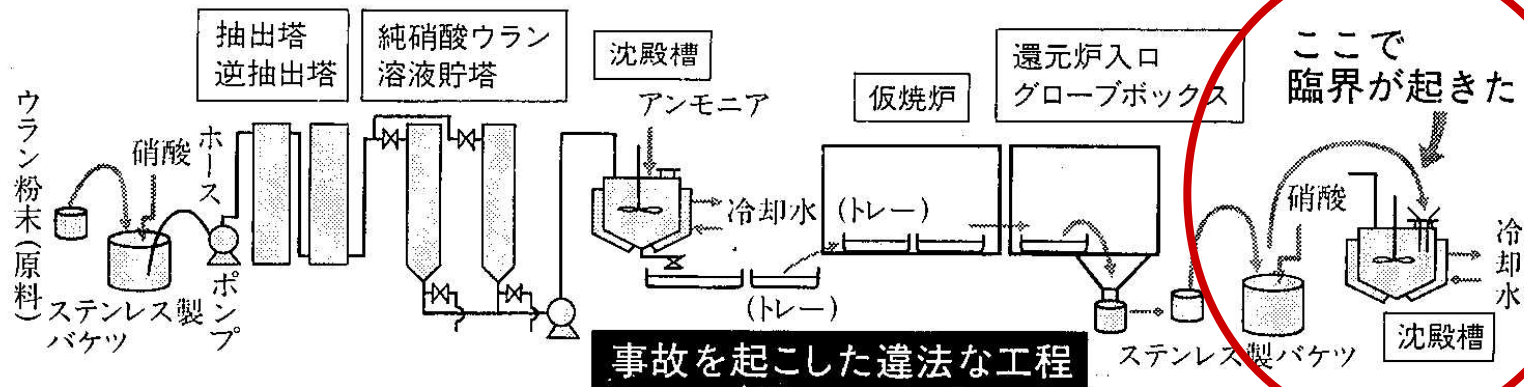 抽出塔
逆抽出塔
純硝酸ウラン
溶液貯塔
沈殿槽
アンモニア
仮焼炉
還元炉入口
グローブボックス
ここで
臨界が起きた
ウラン粉末(原料)
硝酸
ホース
ポンプ
ステンレス製
バケツ
冷却水
(トレー)
(トレー)
硝酸
冷却水
ステンレス製バケツ
沈殿槽
事故を起こした違法な工程